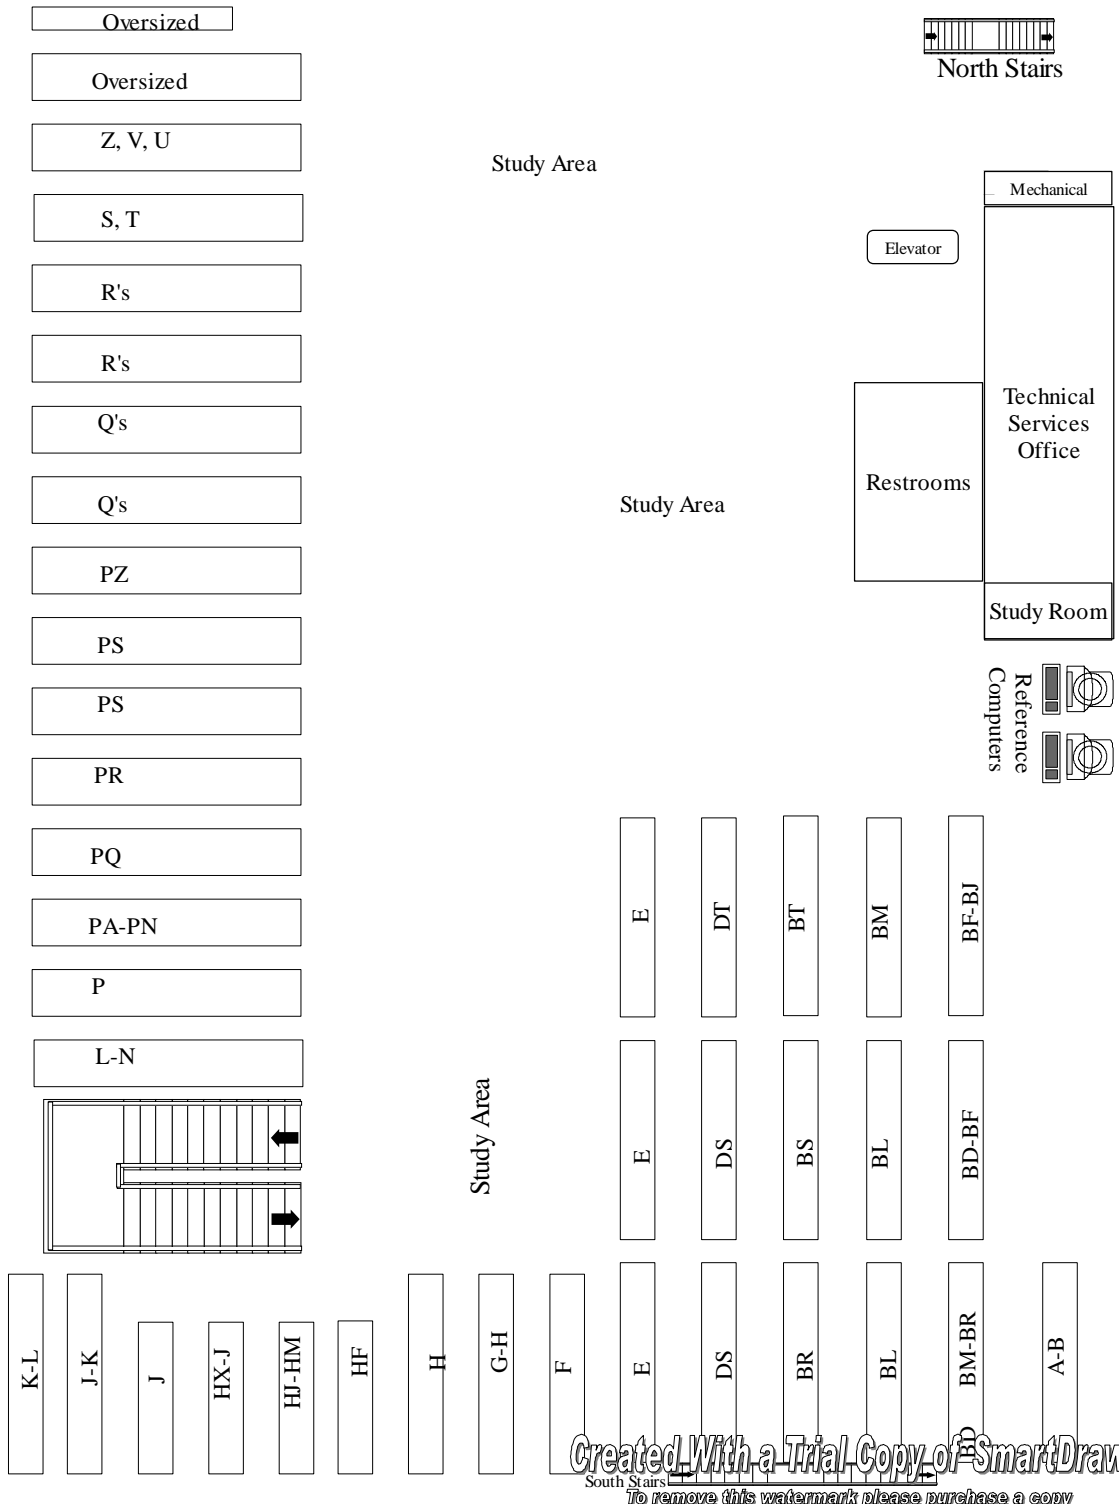 Oversized
North Stairs
Oversized
Z, V, U
Study Area
Mechanical
S, T
Elevator
R's
R's
Technical
Services
Office
Q's
Restrooms
Q's
Study Area
PZ
Study Room
PS
Reference
Computers
PS
PR
PQ
PA-PN
E
DT
BT
BM
BF-BJ
P
L-N
Study Area
E
DS
BS
BL
BD-BF
K-L
J-K
J
HX-J
HJ-HM
HF
H
G-H
F
E
DS
BR
BL
BM-BR
BD
A-B
Created With a Trial Copy of SmartDraw
South Stairs
To remove this watermark please purchase a copy